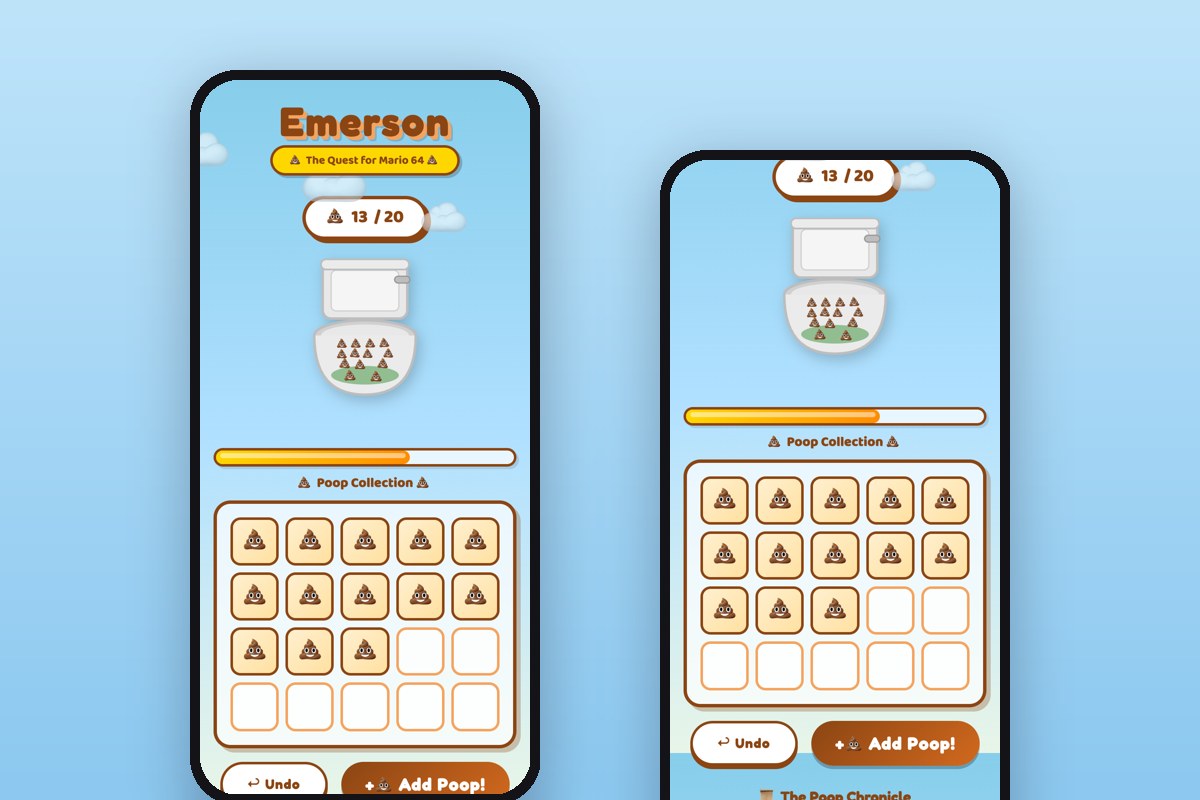 Emerson
💩 The Quest for Mario 64 💩
💩 13 / 20
💩 Poop Collection 💩
↩ Undo
+💩 Add Poop!
💩 13 / 20
💩 Poop Collection 💩
↩ Undo
+💩 Add Poop!
📜 The Poop Chronicle